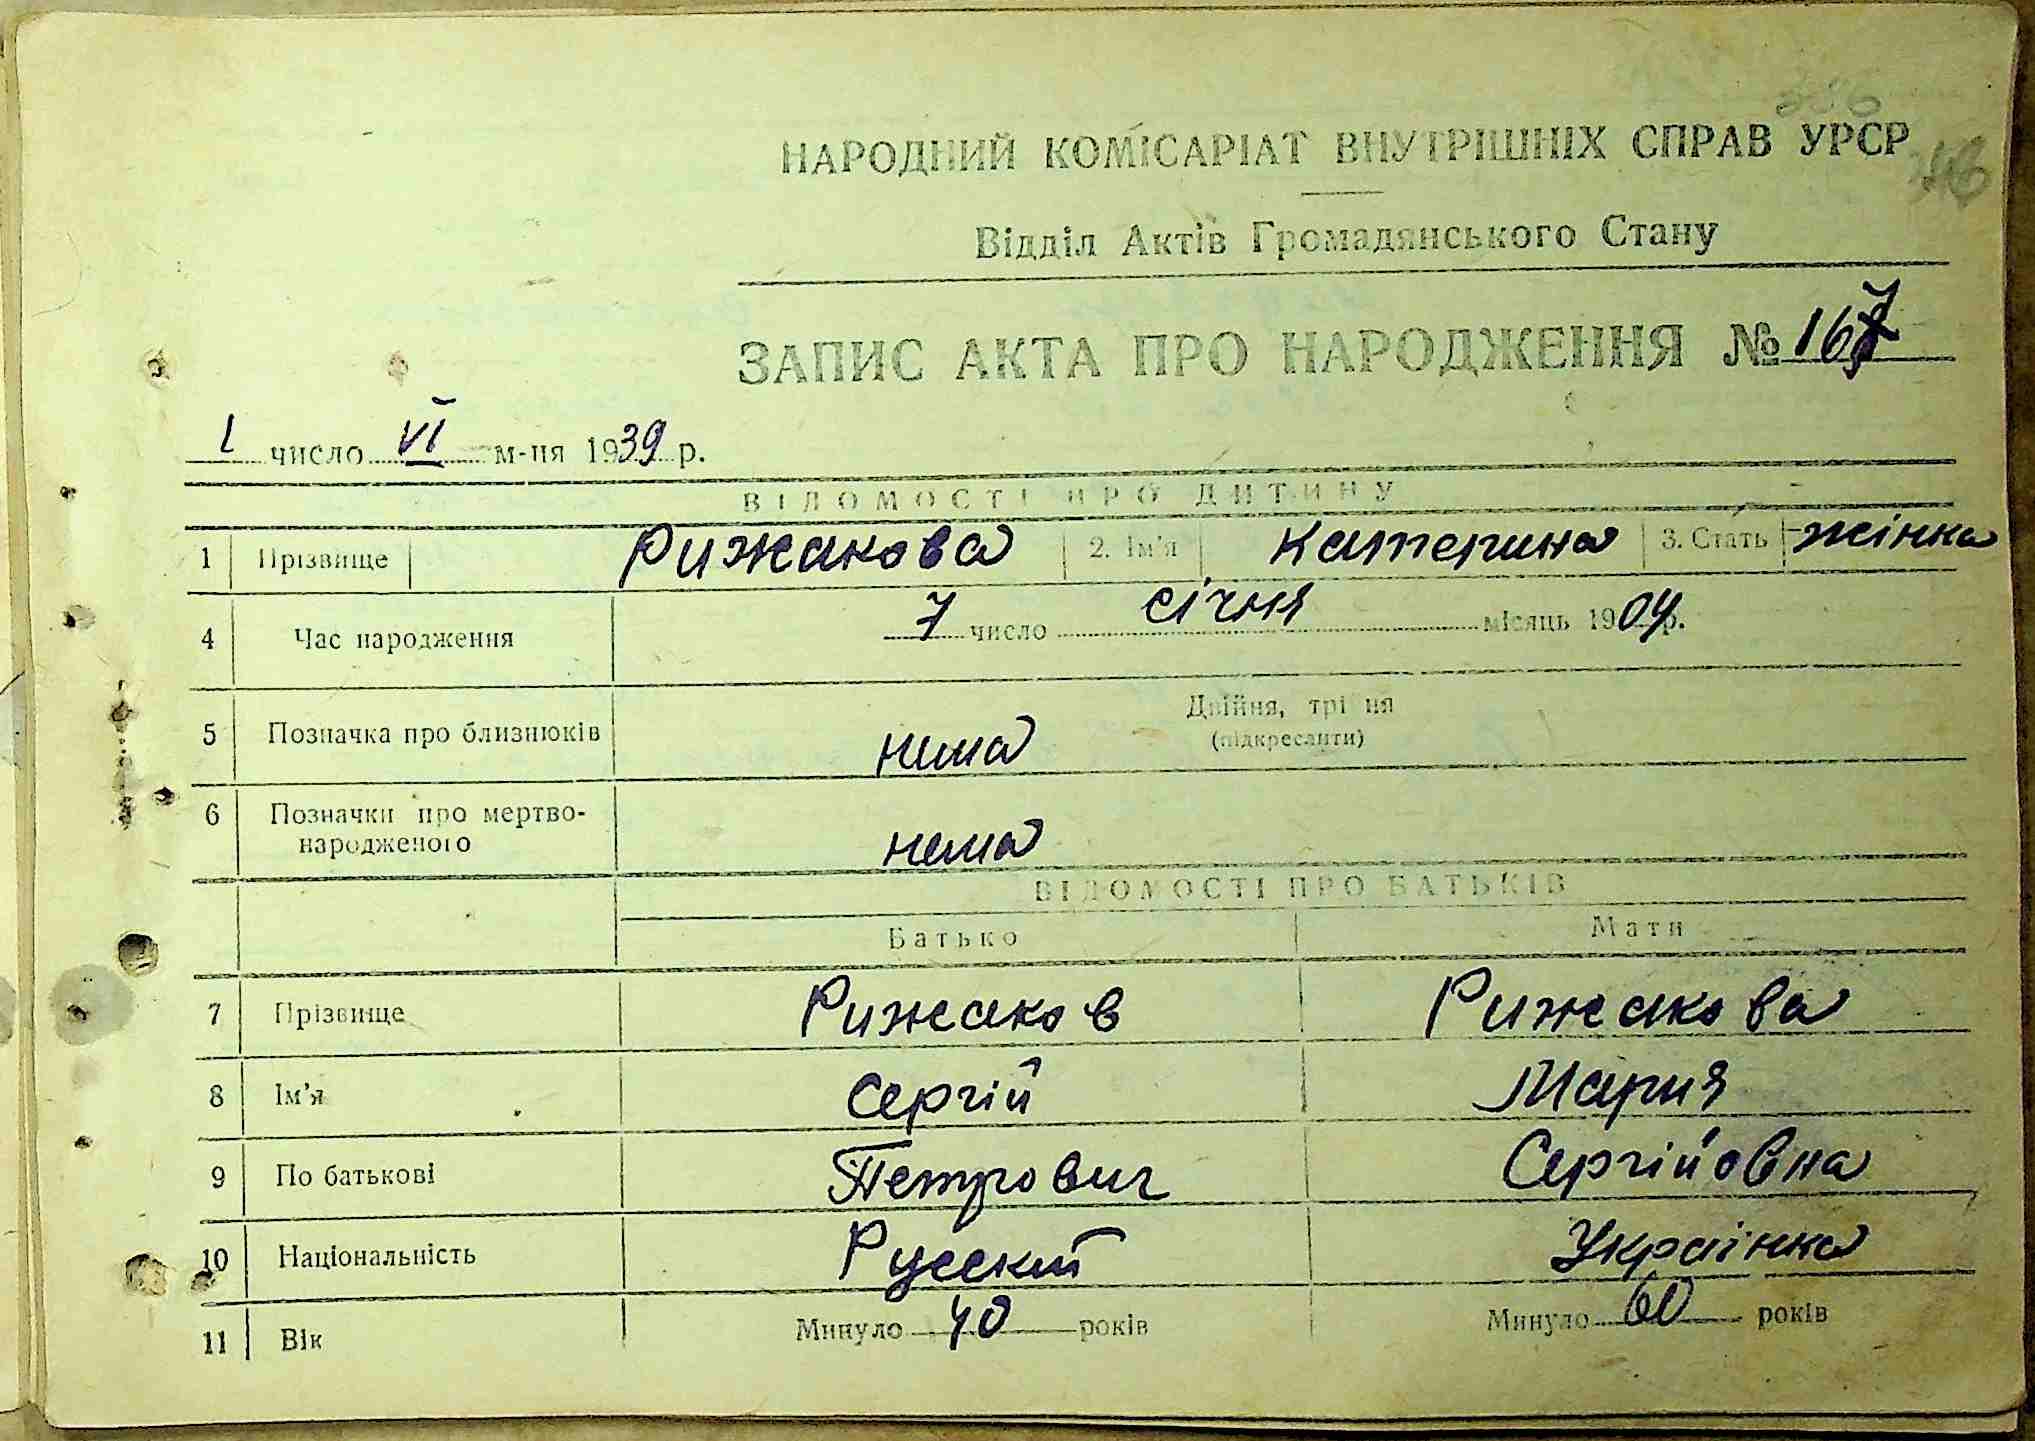 НАРОДНИЙ КОМІСАРІАТ ВНУТРІШНІХ СПРАВ УРСР
Відділ Актів Громадянського Стану
ЗАПИС АКТА ПРО НАРОДЖЕННЯ № 167
1 число VI м-ця 1939 р.
ВІДОМОСТІ ПРО ДИТИНУ
1 Прізвище Рижакова 2. Ім'я Катерина 3. Стать жінка
4 Час народження 7 число січня місяць 1904 р.
Двійня, трійня
5 Позначка про близнюків нема (підкреслити)
6 Позначки про мертво-
народженого нема
ВІДОМОСТІ ПРО БАТЬКІВ
Батько Мати
7 Прізвище Рижаков Рижакова
8 Ім'я Сергій Мария
9 По батькові Петрович Сергійовна
10 Національність Русский Українка
11 Вік Минуло 40 років Минуло 60 років